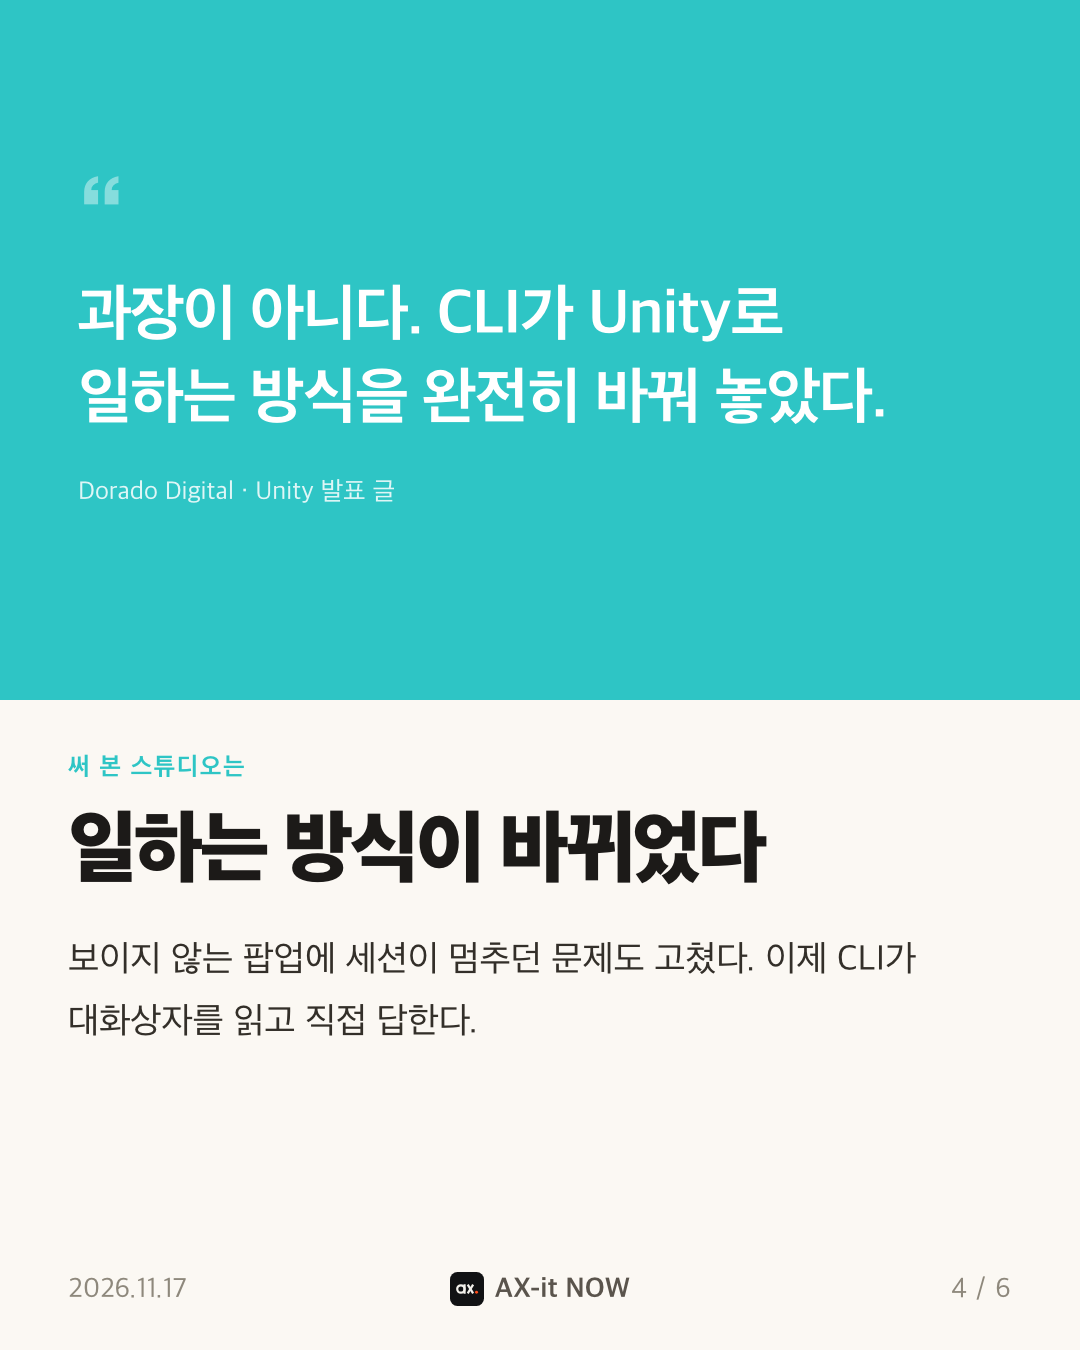 “
과장이 아니다. CLI가 Unity로
일하는 방식을 완전히 바꿔 놓았다.
Dorado Digital · Unity 발표 글
써 본 스튜디오는
일하는 방식이 바뀌었다
보이지 않는 팝업에 세션이 멈추던 문제도 고쳤다. 이제 CLI가
대화상자를 읽고 직접 답한다.
2026.11.17
ax. AX-it NOW
4 / 6